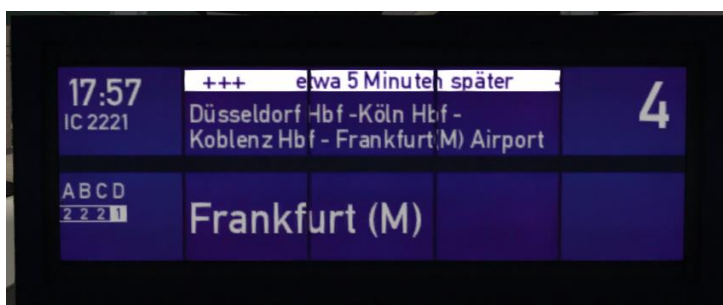 17:57
IC 2221
+++ etwa 5 Minuten später
Düsseldorf Hbf -Köln Hbf -
Koblenz Hbf - Frankfurt(M) Airport
4
A B C D
2 2 2 1
Frankfurt (M)